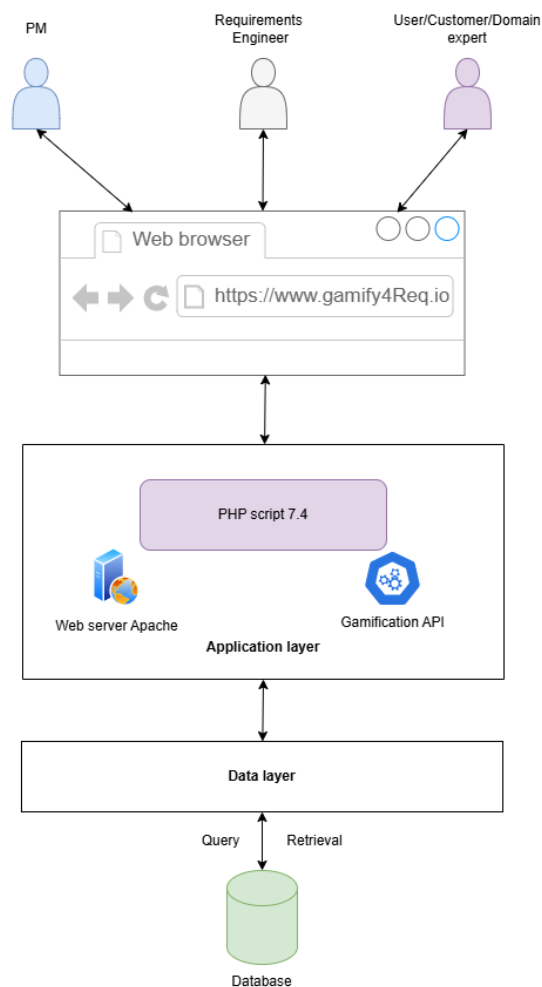 PM
Requirements
Engineer
User/Customer/Domain
expert
Web browser
https://www.gamify4Req.io
PHP script 7.4
Web server Apache
Gamification API
Application layer
Data layer
Query
Retrieval
Database